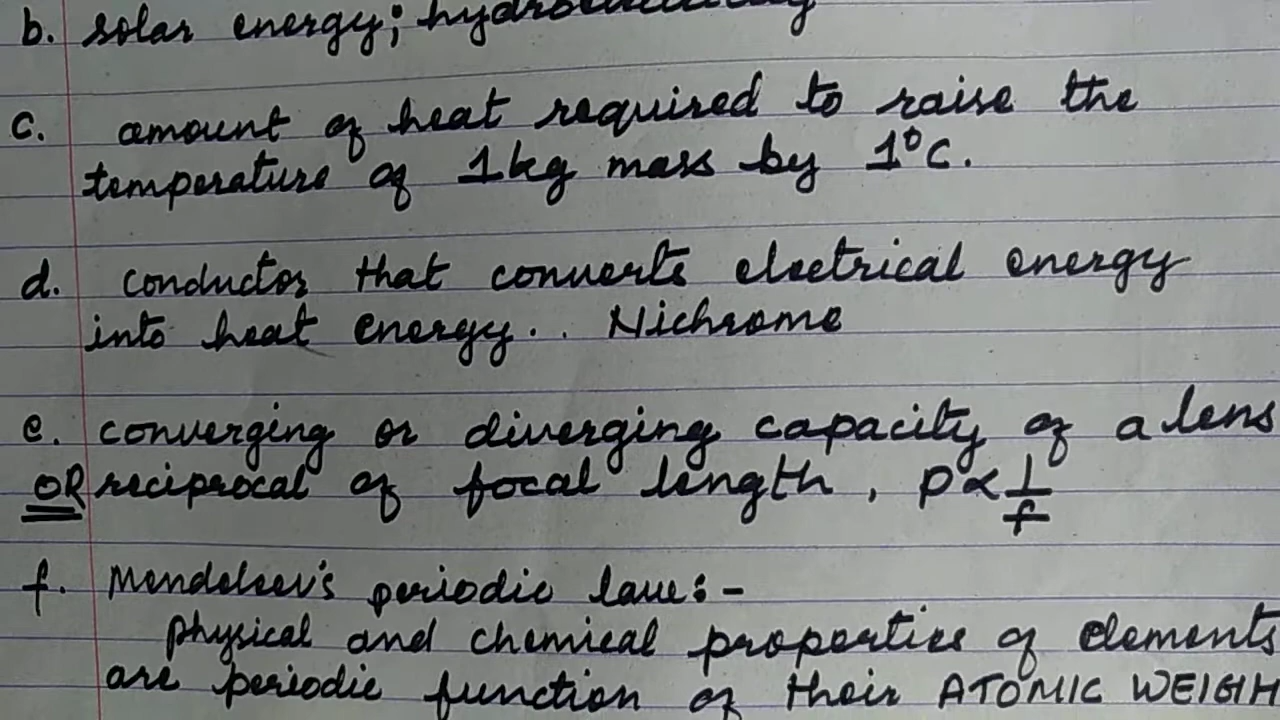 b. solar energy; hydroelectricity
c. amount of heat required to raise the
temperature of 1kg mass by 1°C.
d. conductor that converts electrical energy
into heat energy.. Nichrome
e. converging or diverging capacity of a lens
OR reciprocal of focal length, P ∝ 1/f
f. Mendeleev's periodic law:-
physical and chemical properties of elements
are periodic function of their ATOMIC WEIGH